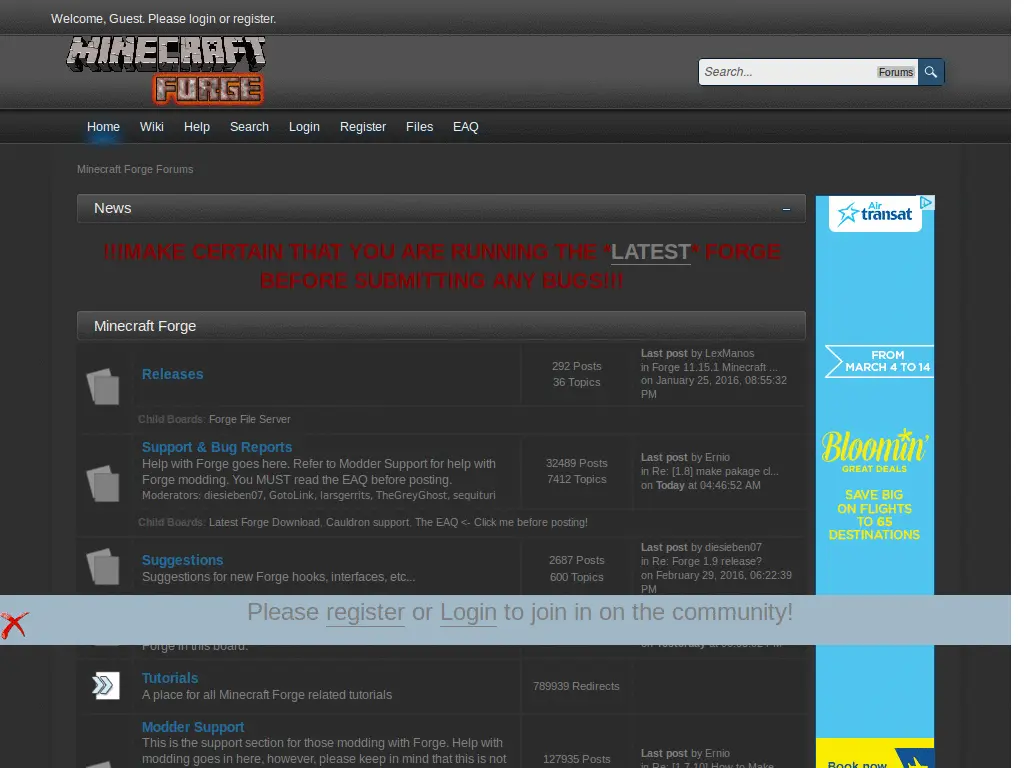 Welcome, Guest. Please login or register.
MINECRAFT
FORGE
Search...
Forums
Home Wiki Help Search Login Register Files EAQ
Minecraft Forge Forums
News
!!!MAKE CERTAIN THAT YOU ARE RUNNING THE *LATEST* FORGE
BEFORE SUBMITTING ANY BUGS!!!
Minecraft Forge
Releases
292 Posts
36 Topics
Last post by LexManos
in Forge 11.15.1 Minecraft ...
on January 25, 2016, 08:55:32
PM
Child Boards: Forge File Server
Support & Bug Reports
Help with Forge goes here. Refer to Modder Support for help with
Forge modding. You MUST read the EAQ before posting.
Moderators: diesieben07, GotoLink, larsgerrits, TheGreyGhost, sequituri
32489 Posts
7412 Topics
Last post by Ernio
in Re: [1.8] make pakage cl...
on Today at 04:46:52 AM
Child Boards: Latest Forge Download, Cauldron support, The EAQ <- Click me before posting!
Suggestions
Suggestions for new Forge hooks, interfaces, etc...
2687 Posts
600 Topics
Last post by diesieben07
in Re: Forge 1.9 release?
on February 29, 2016, 06:22:39
PM
Please register or Login to join in on the community!
Forge in this board.
Tutorials
A place for all Minecraft Forge related tutorials
789939 Redirects
Modder Support
This is the support section for those modding with Forge. Help with
modding goes in here, however, please keep in mind that this is not
127935 Posts
Last post by Ernio
in Re: [1.7.10] How to Make
Air
transat
FROM
MARCH 4 TO 14
Bloomin'
GREAT DEALS
SAVE BIG
ON FLIGHTS
TO 65
DESTINATIONS
Book now